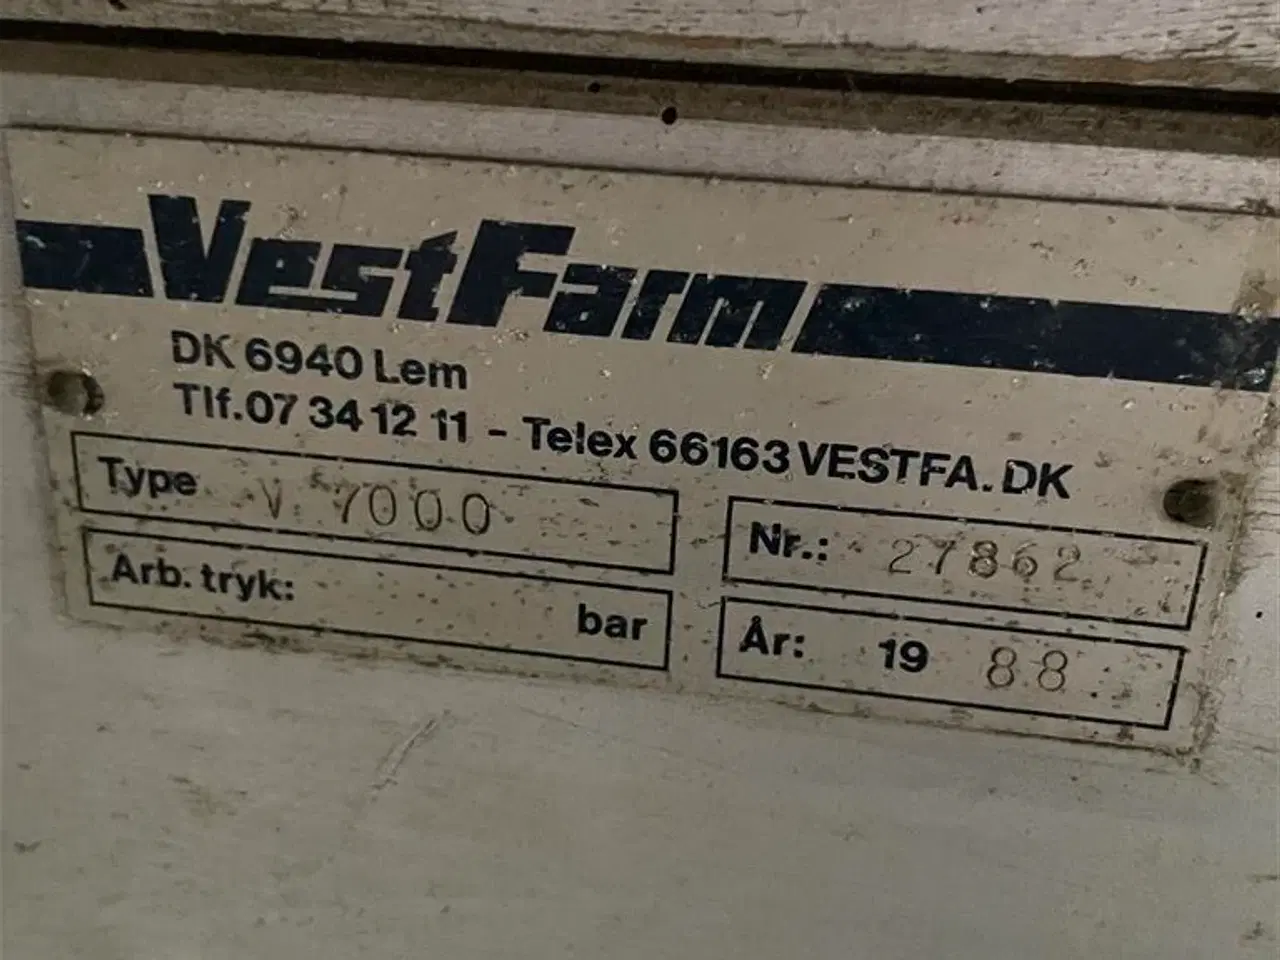 VestFarm
DK 6940 Lem
Tlf.07 34 12 11 - Telex 66163 VESTFA.DK
Type V 7000
Nr.: 27862
Arb. tryk: bar
År: 19 88